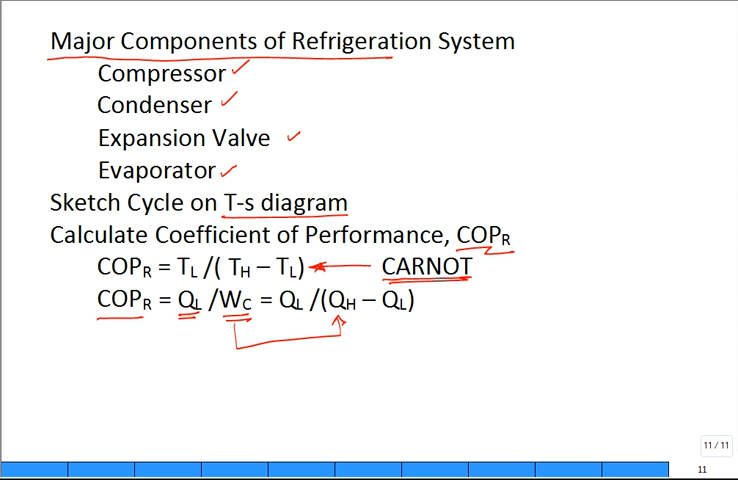 Major Components of Refrigeration System
Compressor
Condenser
Expansion Valve
Evaporator
Sketch Cycle on T-s diagram
Calculate Coefficient of Performance, COPR
COPR = TL /( TH – TL) CARNOT
COPR = QL /WC = QL /(QH – QL)
11 / 11
11